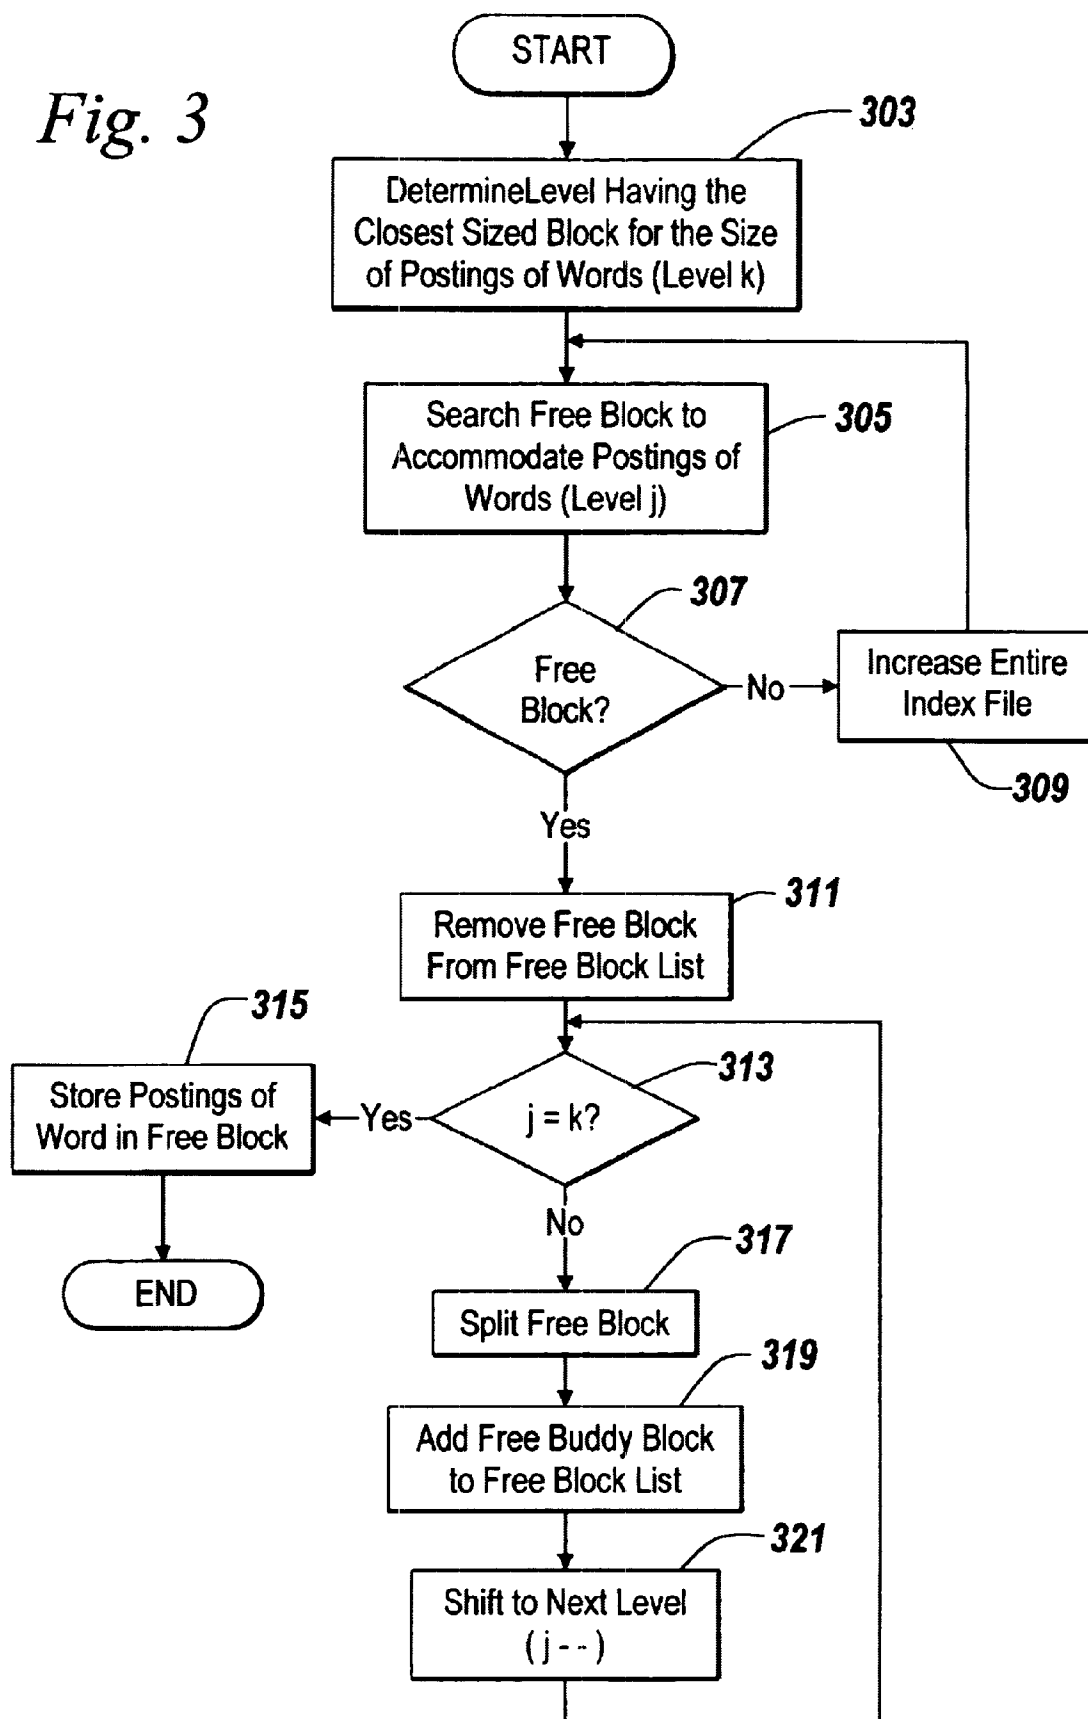 START
Fig. 3
303
DetermineLevel Having the
Closest Sized Block for the Size
of Postings of Words (Level k)
305
Search Free Block to
Accommodate Postings of
Words (Level j)
307
Free
Block?
No
Increase Entire
Index File
309
Yes
311
Remove Free Block
From Free Block List
315
Store Postings of
Word in Free Block
Yes
313
j = k?
No
END
317
Split Free Block
319
Add Free Buddy Block
to Free Block List
321
Shift to Next Level
( j - - )